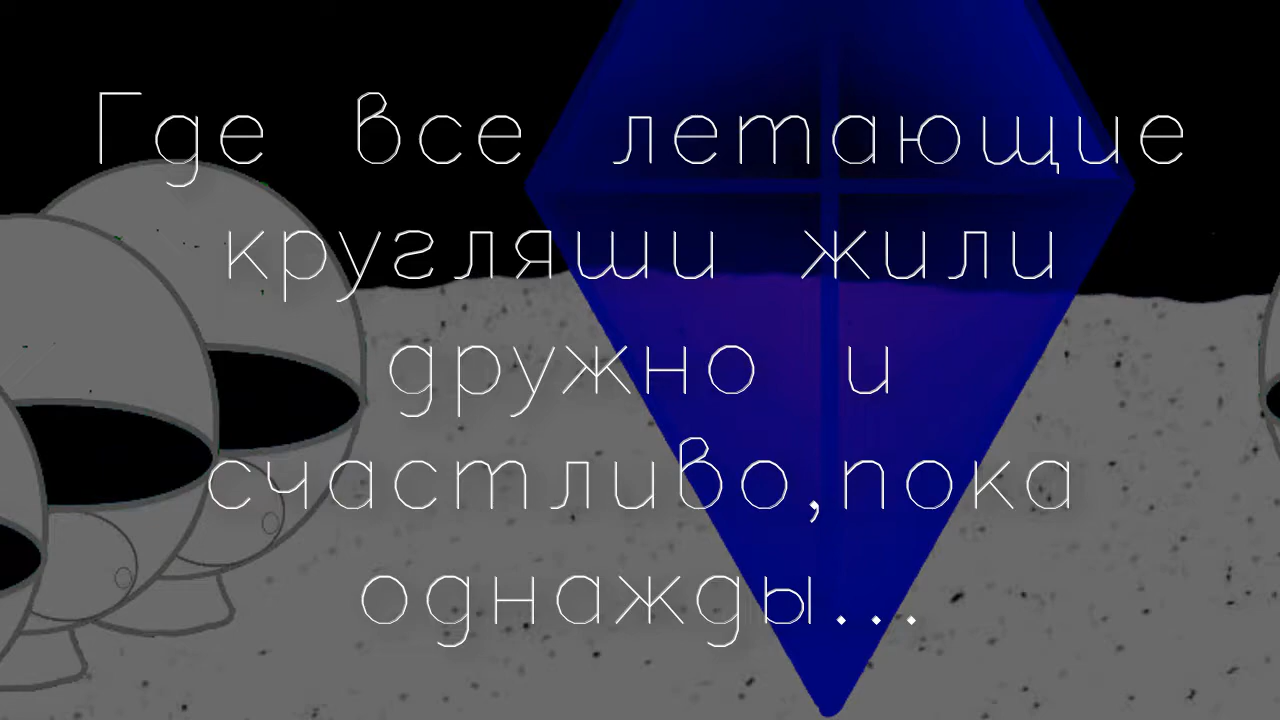 Где все летающие
кругляши жили
дружно и
счастливо,пока
однажды...